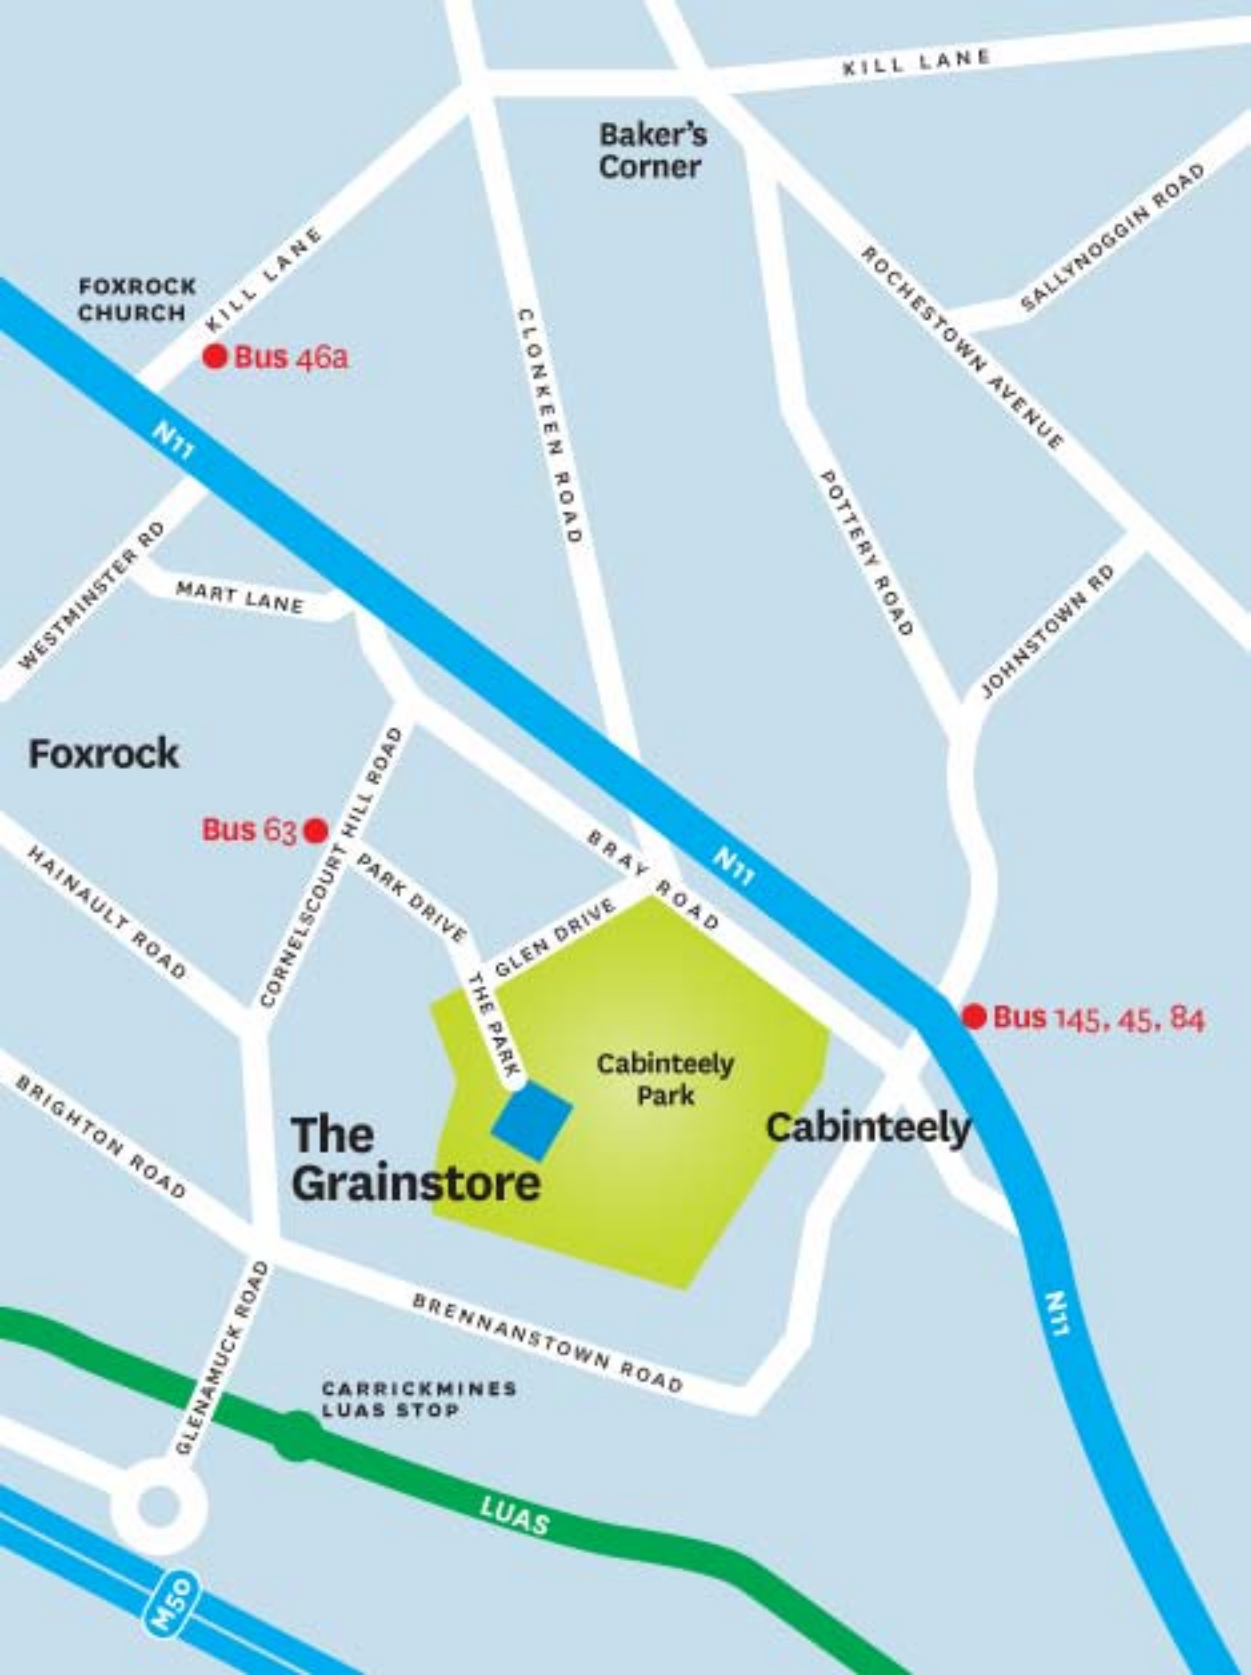 KILL LANE
Baker's
Corner
SALLYNOGGIN ROAD
KILL LANE
FOXROCK
CHURCH
ROCHESTOWN AVENUE
Bus 46a
CLONKEEN ROAD
N11
POTTERY ROAD
WESTMINSTER RD
MART LANE
JOHNSTOWN RD
Foxrock
Bus 63
CORNELSCOURT HILL ROAD
BRAY ROAD
N11
HAINAULT ROAD
PARK DRIVE
GLEN DRIVE
THE PARK
Bus 145, 45, 84
Cabinteely
Park
Cabinteely
BRIGHTON ROAD
The
Grainstore
GLENAMUCK ROAD
BRENNANSTOWN ROAD
N11
CARRICKMINES
LUAS STOP
LUAS
M50